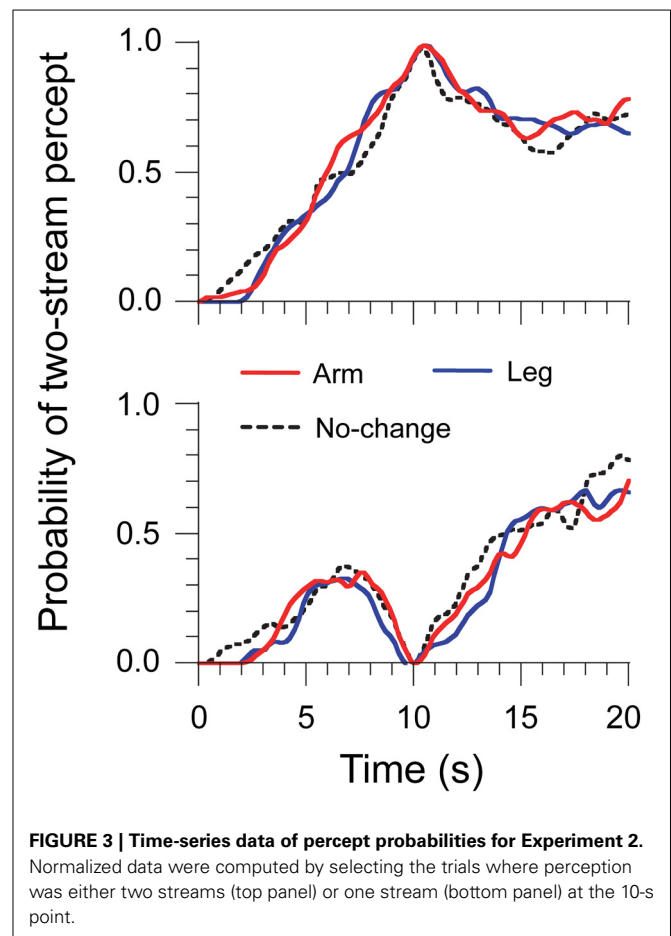 Probability of two-stream percept
1.0
0.5
0.0
Arm
Leg
No-change
1.0
0.5
0.0
0 5 10 15 20
Time (s)
FIGURE 3 | Time-series data of percept probabilities for Experiment 2.
Normalized data were computed by selecting the trials where perception
was either two streams (top panel) or one stream (bottom panel) at the 10-s
point.